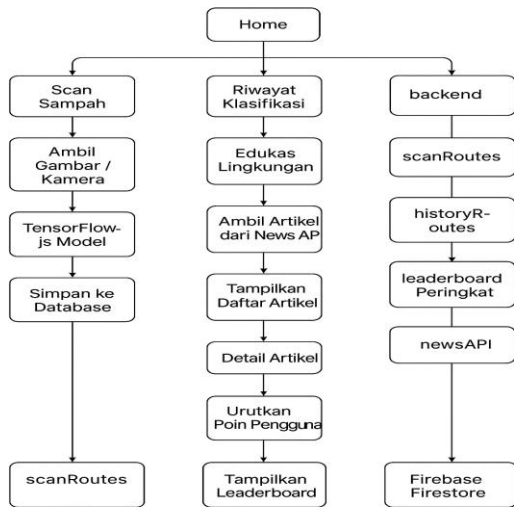 Home
Scan
Sampah
Ambil
Gambar /
Kamera
TensorFlow-
js Model
Simpan ke
Database
scanRoutes
Riwayat
Klasifikasi
Edukas
Lingkungan
Ambil Artikel
dari News AP
Tampilkan
Daftar Artikel
Detail Artikel
Urutkan
Poin Pengguna
Tampilkan
Leaderboard
backend
scanRoutes
historyR-
outes
leaderboard
Peringkat
newsAPI
Firebase
Firestore